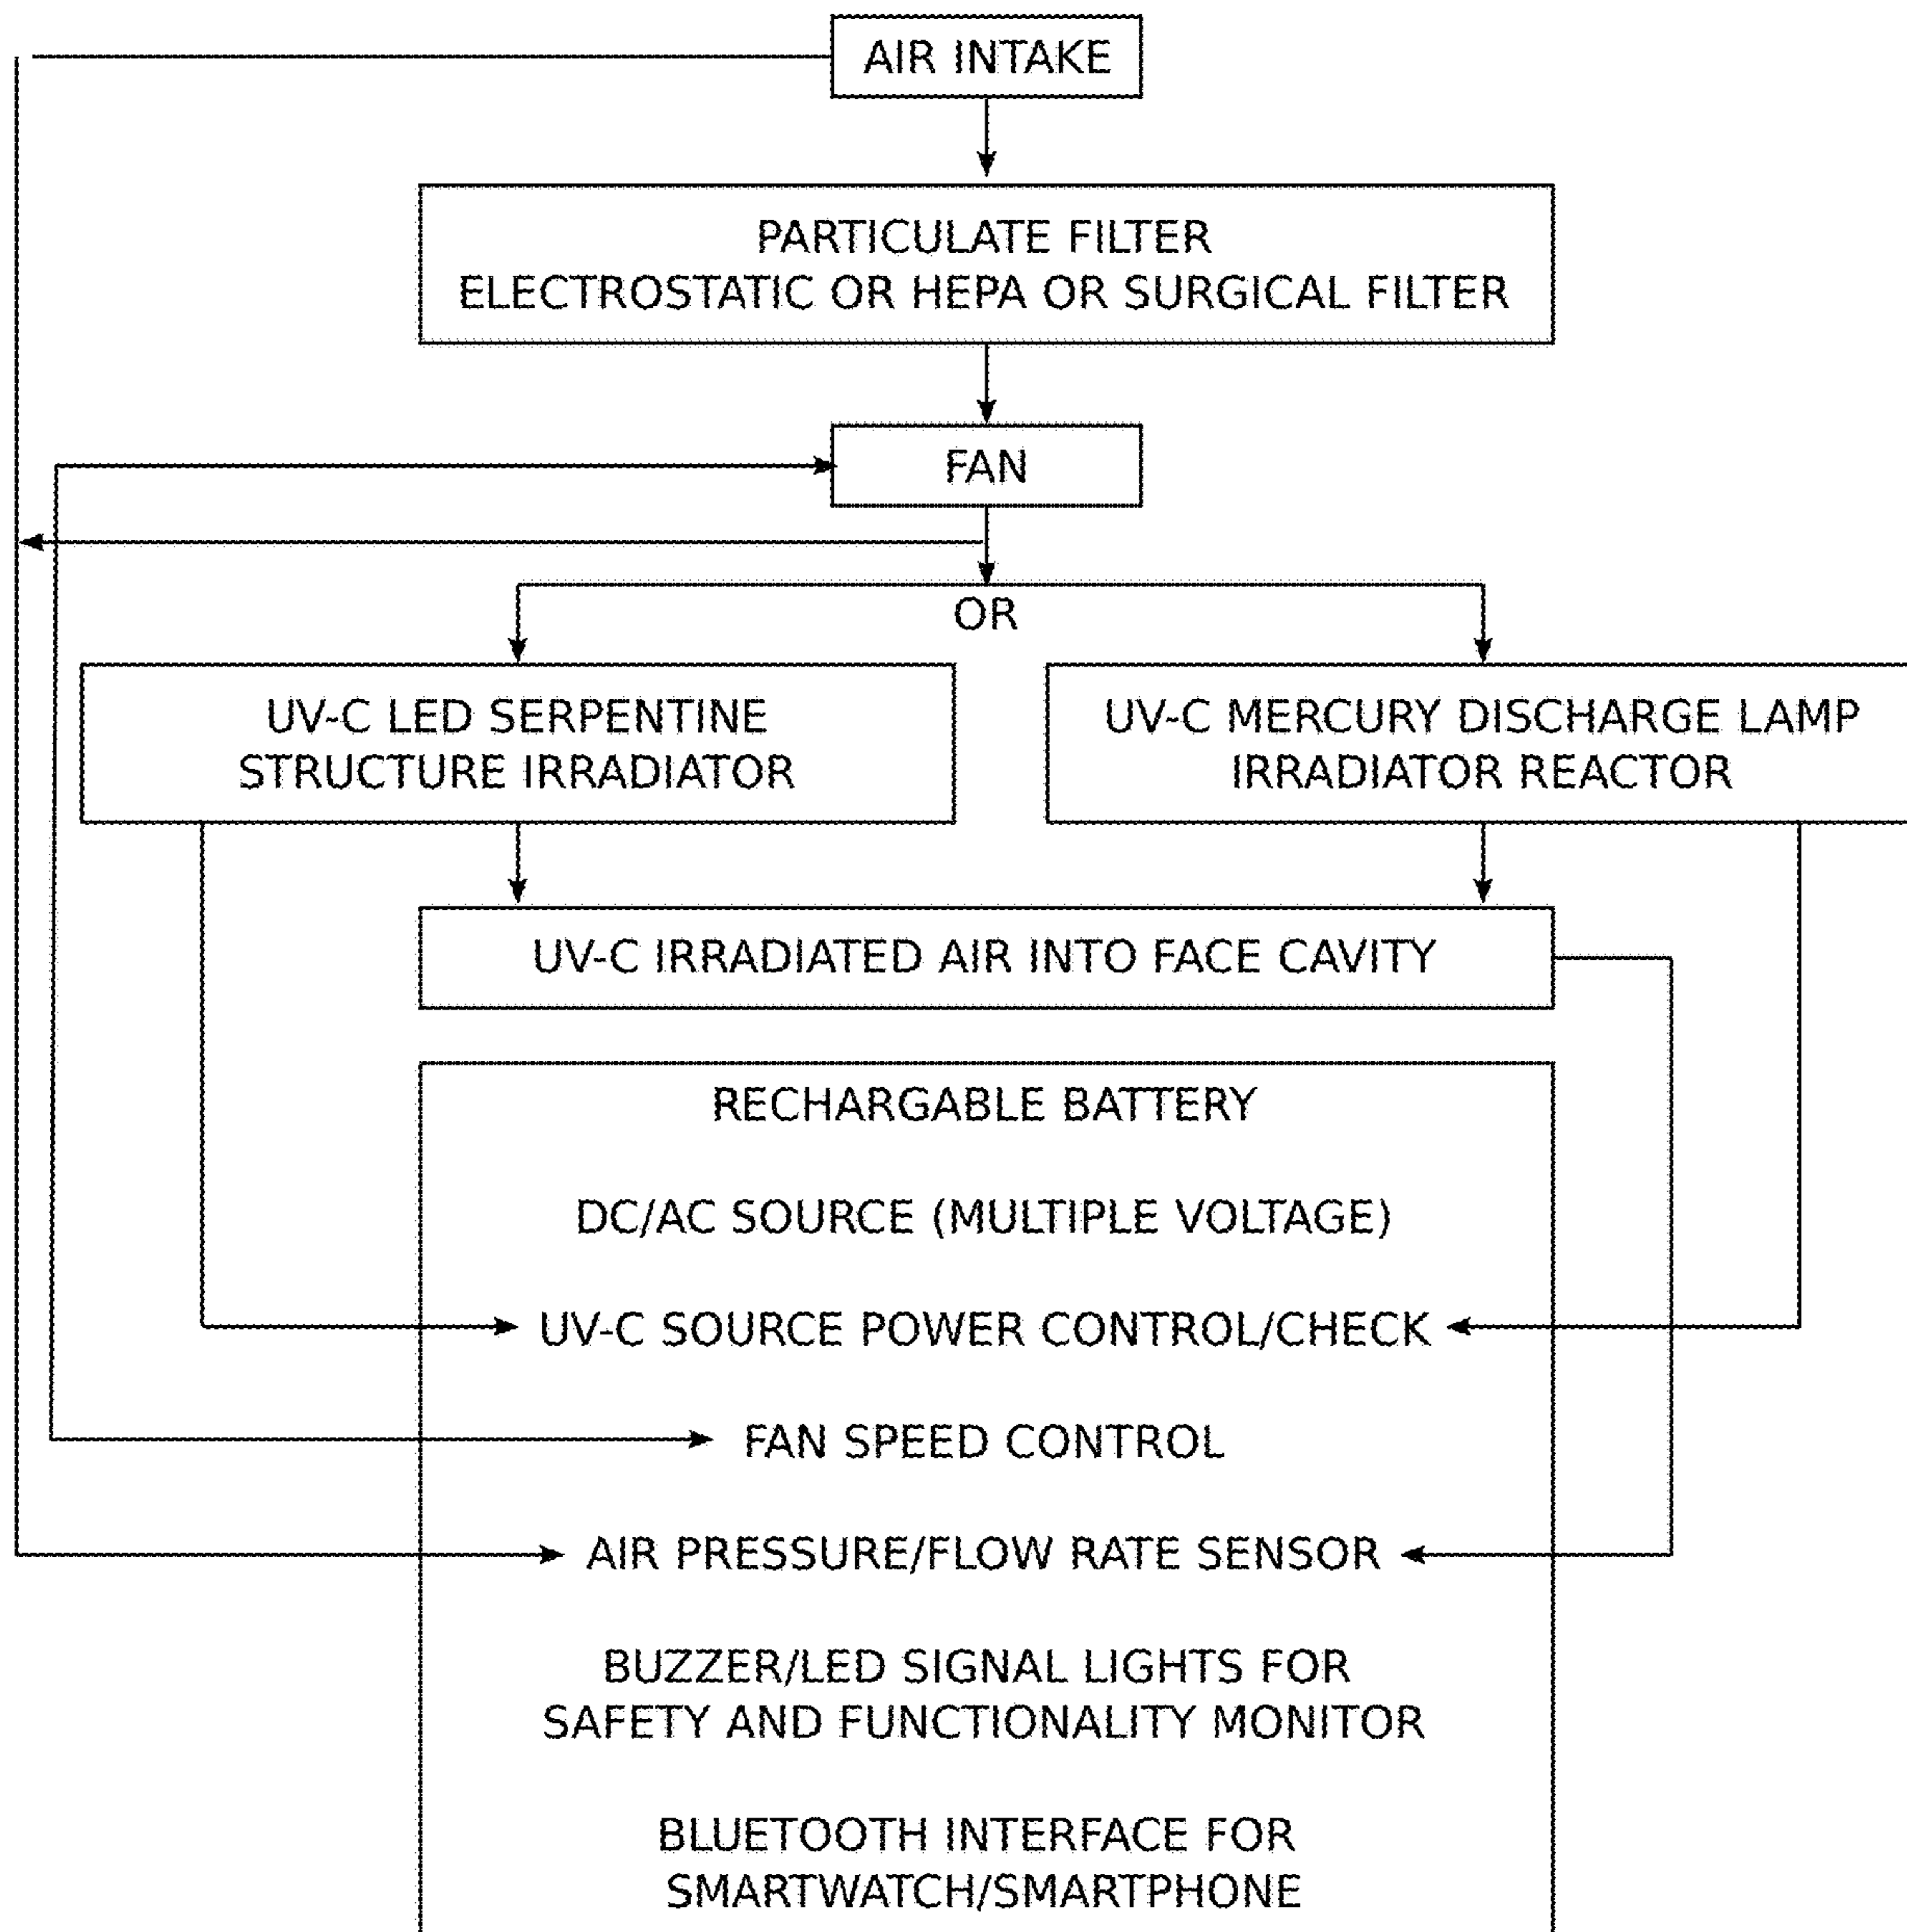 AIR INTAKE
PARTICULATE FILTER
ELECTROSTATIC OR HEPA OR SURGICAL FILTER
FAN
OR
UV-C LED SERPENTINE
STRUCTURE IRRADIATOR
UV-C MERCURY DISCHARGE LAMP
IRRADIATOR REACTOR
UV-C IRRADIATED AIR INTO FACE CAVITY
RECHARGABLE BATTERY
DC/AC SOURCE (MULTIPLE VOLTAGE)
UV-C SOURCE POWER CONTROL/CHECK
FAN SPEED CONTROL
AIR PRESSURE/FLOW RATE SENSOR
BUZZER/LED SIGNAL LIGHTS FOR
SAFETY AND FUNCTIONALITY MONITOR
BLUETOOTH INTERFACE FOR
SMARTWATCH/SMARTPHONE